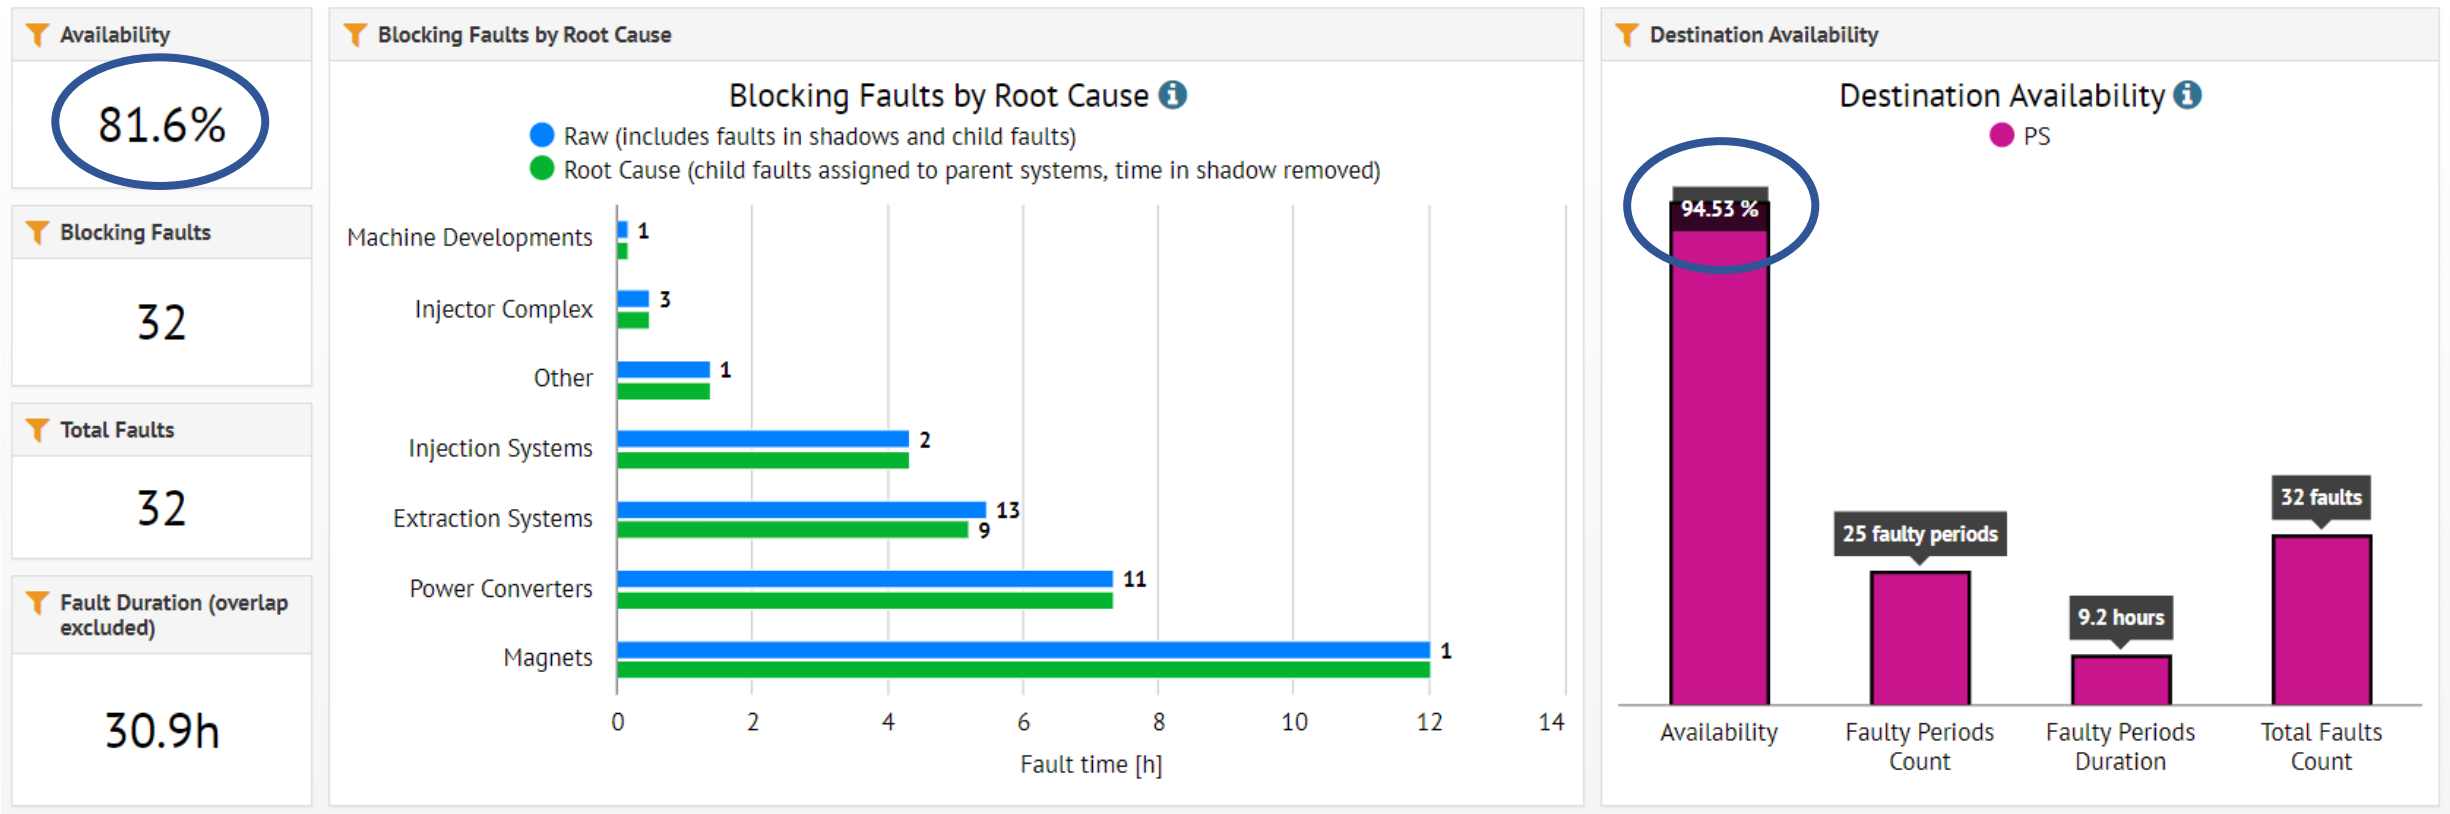 Availability
81.6%
Blocking Faults
32
Total Faults
32
Fault Duration (overlap
excluded)
30.9h
Blocking Faults by Root Cause
Blocking Faults by Root Cause
Raw (includes faults in shadows and child faults)
Root Cause (child faults assigned to parent systems, time in shadow removed)
Machine Developments 1
Injector Complex 3
Other 1
Injection Systems 2
Extraction Systems 13
9
Power Converters 11
Magnets 1
0 2 4 6 8 10 12 14
Fault time [h]
Destination Availability
Destination Availability
PS
94.53 %
25 faulty periods
9.2 hours
32 faults
Availability
Faulty Periods
Count
Faulty Periods
Duration
Total Faults
Count